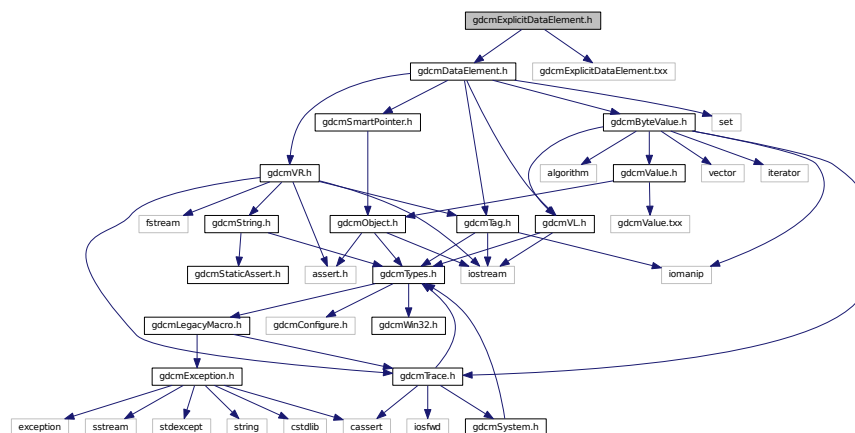 gdcmExplicitDataElement.h
gdcmDataElement.h
gdcmExplicitDataElement.txx
gdcmSmartPointer.h
gdcmByteValue.h
set
gdcmVR.h
algorithm
gdcmValue.h
vector
iterator
fstream
gdcmString.h
gdcmObject.h
gdcmTag.h
gdcmVL.h
gdcmValue.txx
gdcmStaticAssert.h
assert.h
gdcmTypes.h
iostream
iomanip
gdcmLegacyMacro.h
gdcmConfigure.h
gdcmWin32.h
gdcmException.h
gdcmTrace.h
exception
sstream
stdexcept
string
cstdlib
cassert
iosfwd
gdcmSystem.h